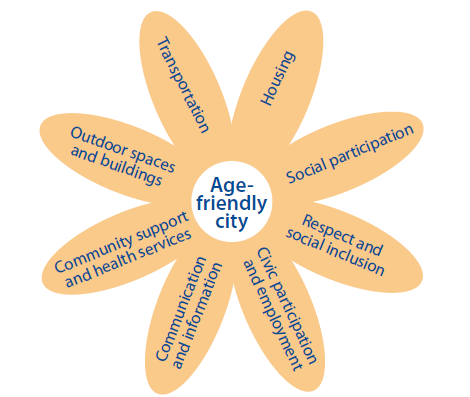 Age-
friendly
city
Transportation
Housing
Social participation
Respect and
social inclusion
Civic participation
and employment
Communication
and information
Community support
and health services
Outdoor spaces
and buildings